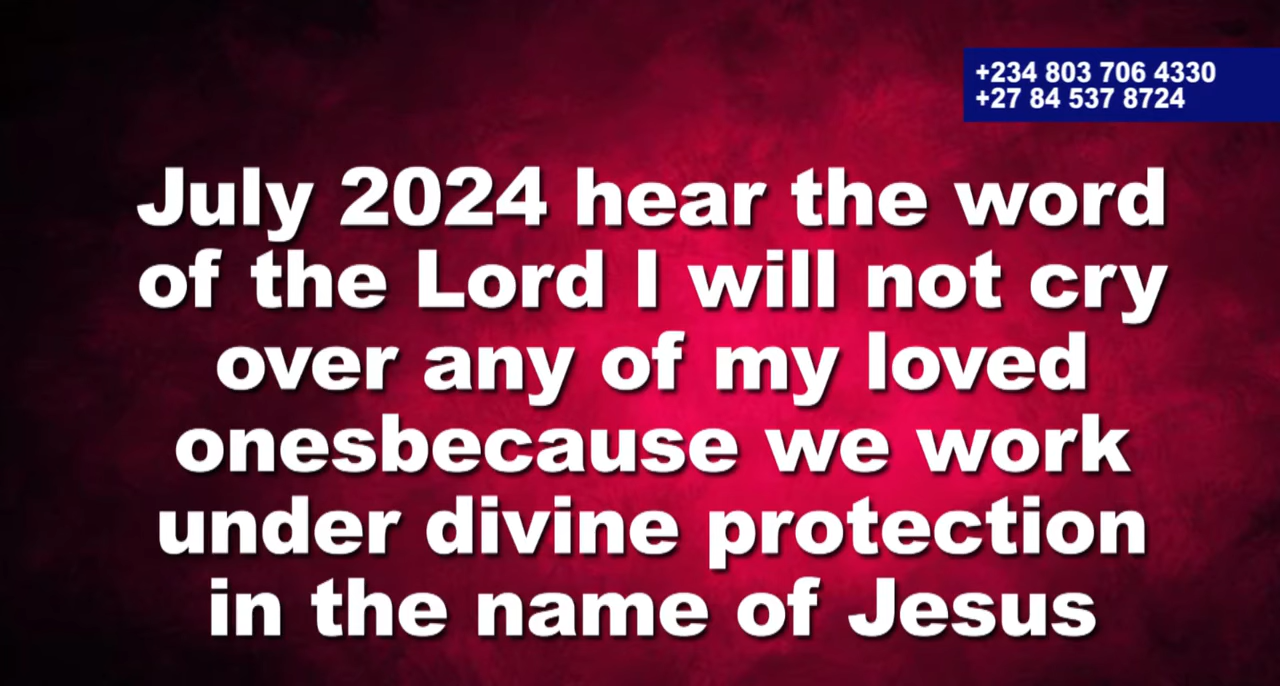 +234 803 706 4330
+27 84 537 8724
July 2024 hear the word
of the Lord I will not cry
over any of my loved
onesbecause we work
under divine protection
in the name of Jesus